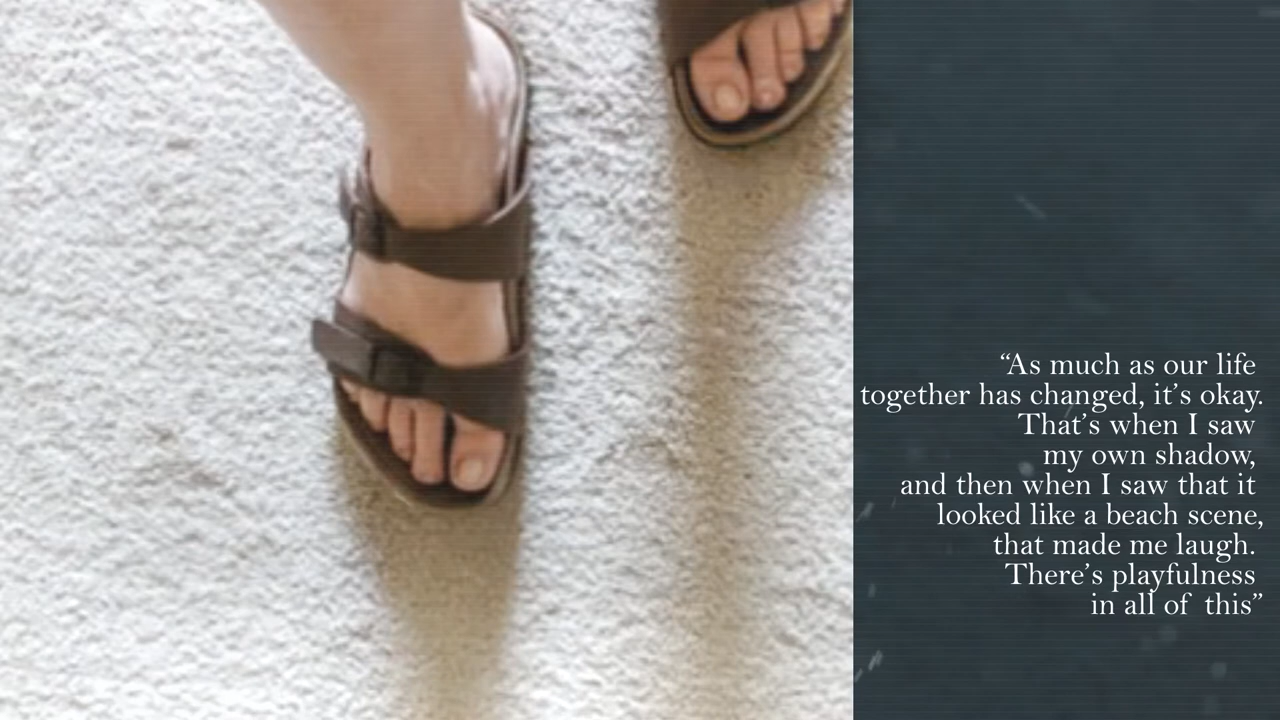 “As much as our life
together has changed, it’s okay.
That’s when I saw
my own shadow,
and then when I saw that it
looked like a beach scene,
that made me laugh.
There’s playfulness
in all of this”